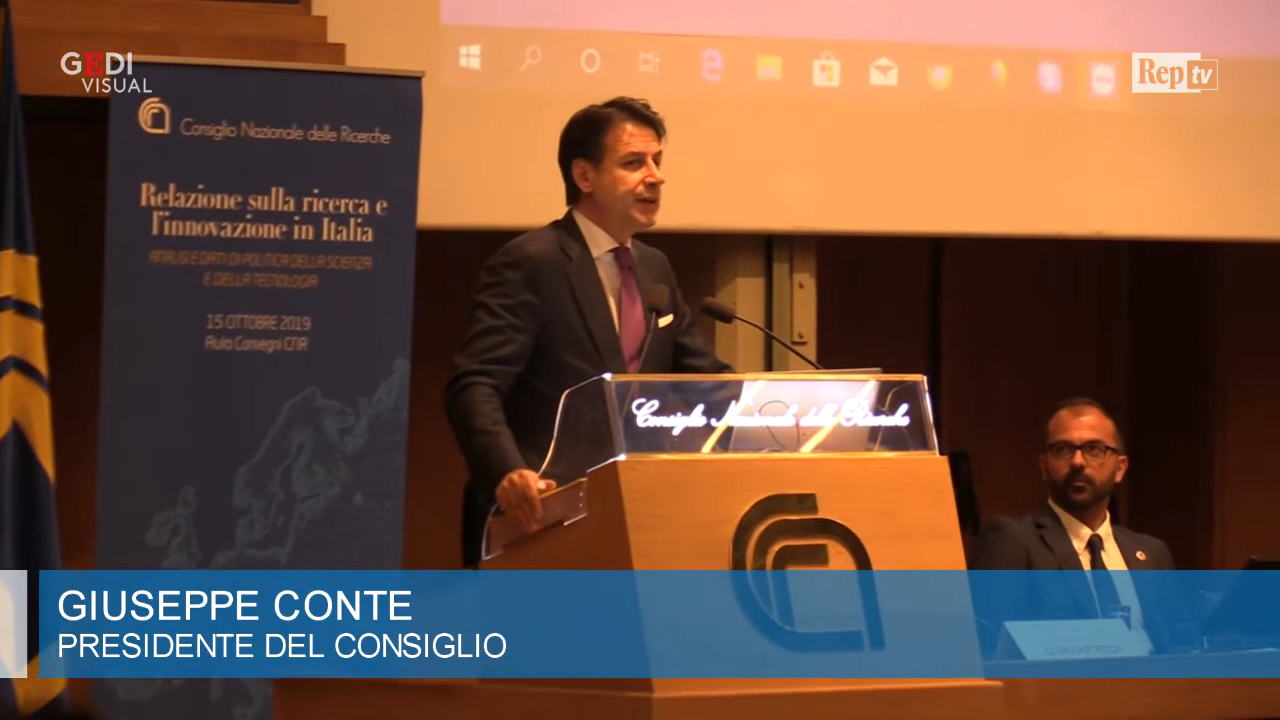 GEDI
VISUAL
Rep tv
Consiglio Nazionale delle Ricerche
Relazione sulla ricerca e
l'innovazione in Italia
ANALISI E DATI DI POLITICA DELLA SCIENZA
E DELLA TECNOLOGIA
15 OTTOBRE 2019
Aula Convegni CNR
Consiglio Nazionale delle Ricerche
GIUSEPPE CONTE
PRESIDENTE DEL CONSIGLIO
L. MANFREDI